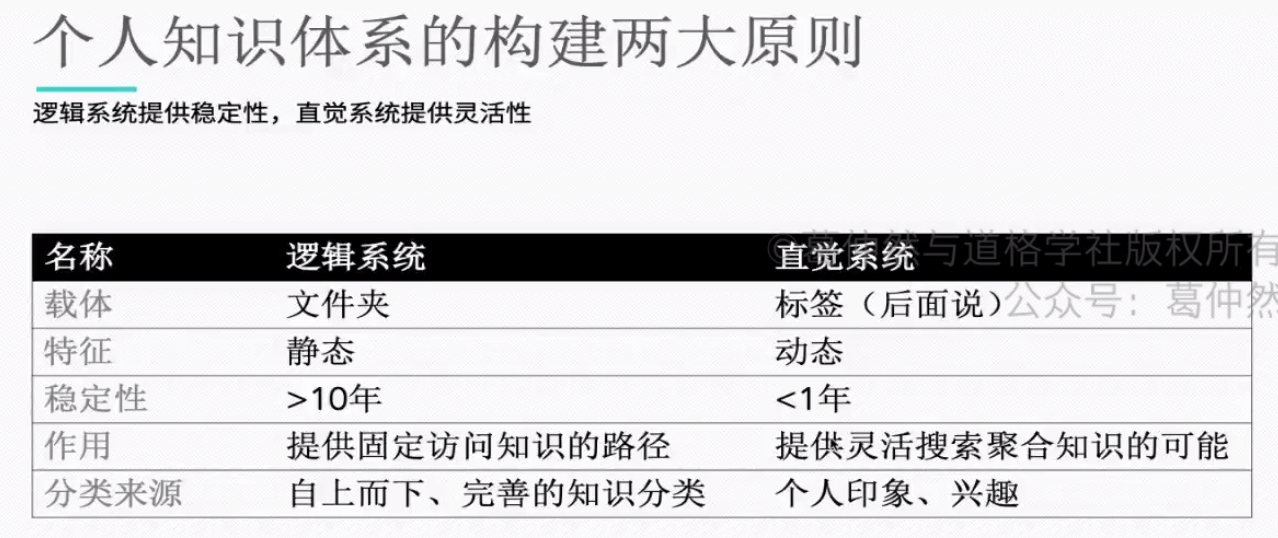 个人知识体系的构建两大原则
逻辑系统提供稳定性，直觉系统提供灵活性
名称 逻辑系统 直觉系统
©葛仲然与道格学社版权所有
载体 文件夹 标签（后面说）
公众号：葛仲然
特征 静态 动态
稳定性 >10年 <1年
作用 提供固定访问知识的路径 提供灵活搜索聚合知识的可能
分类来源 自上而下、完善的知识分类 个人印象、兴趣